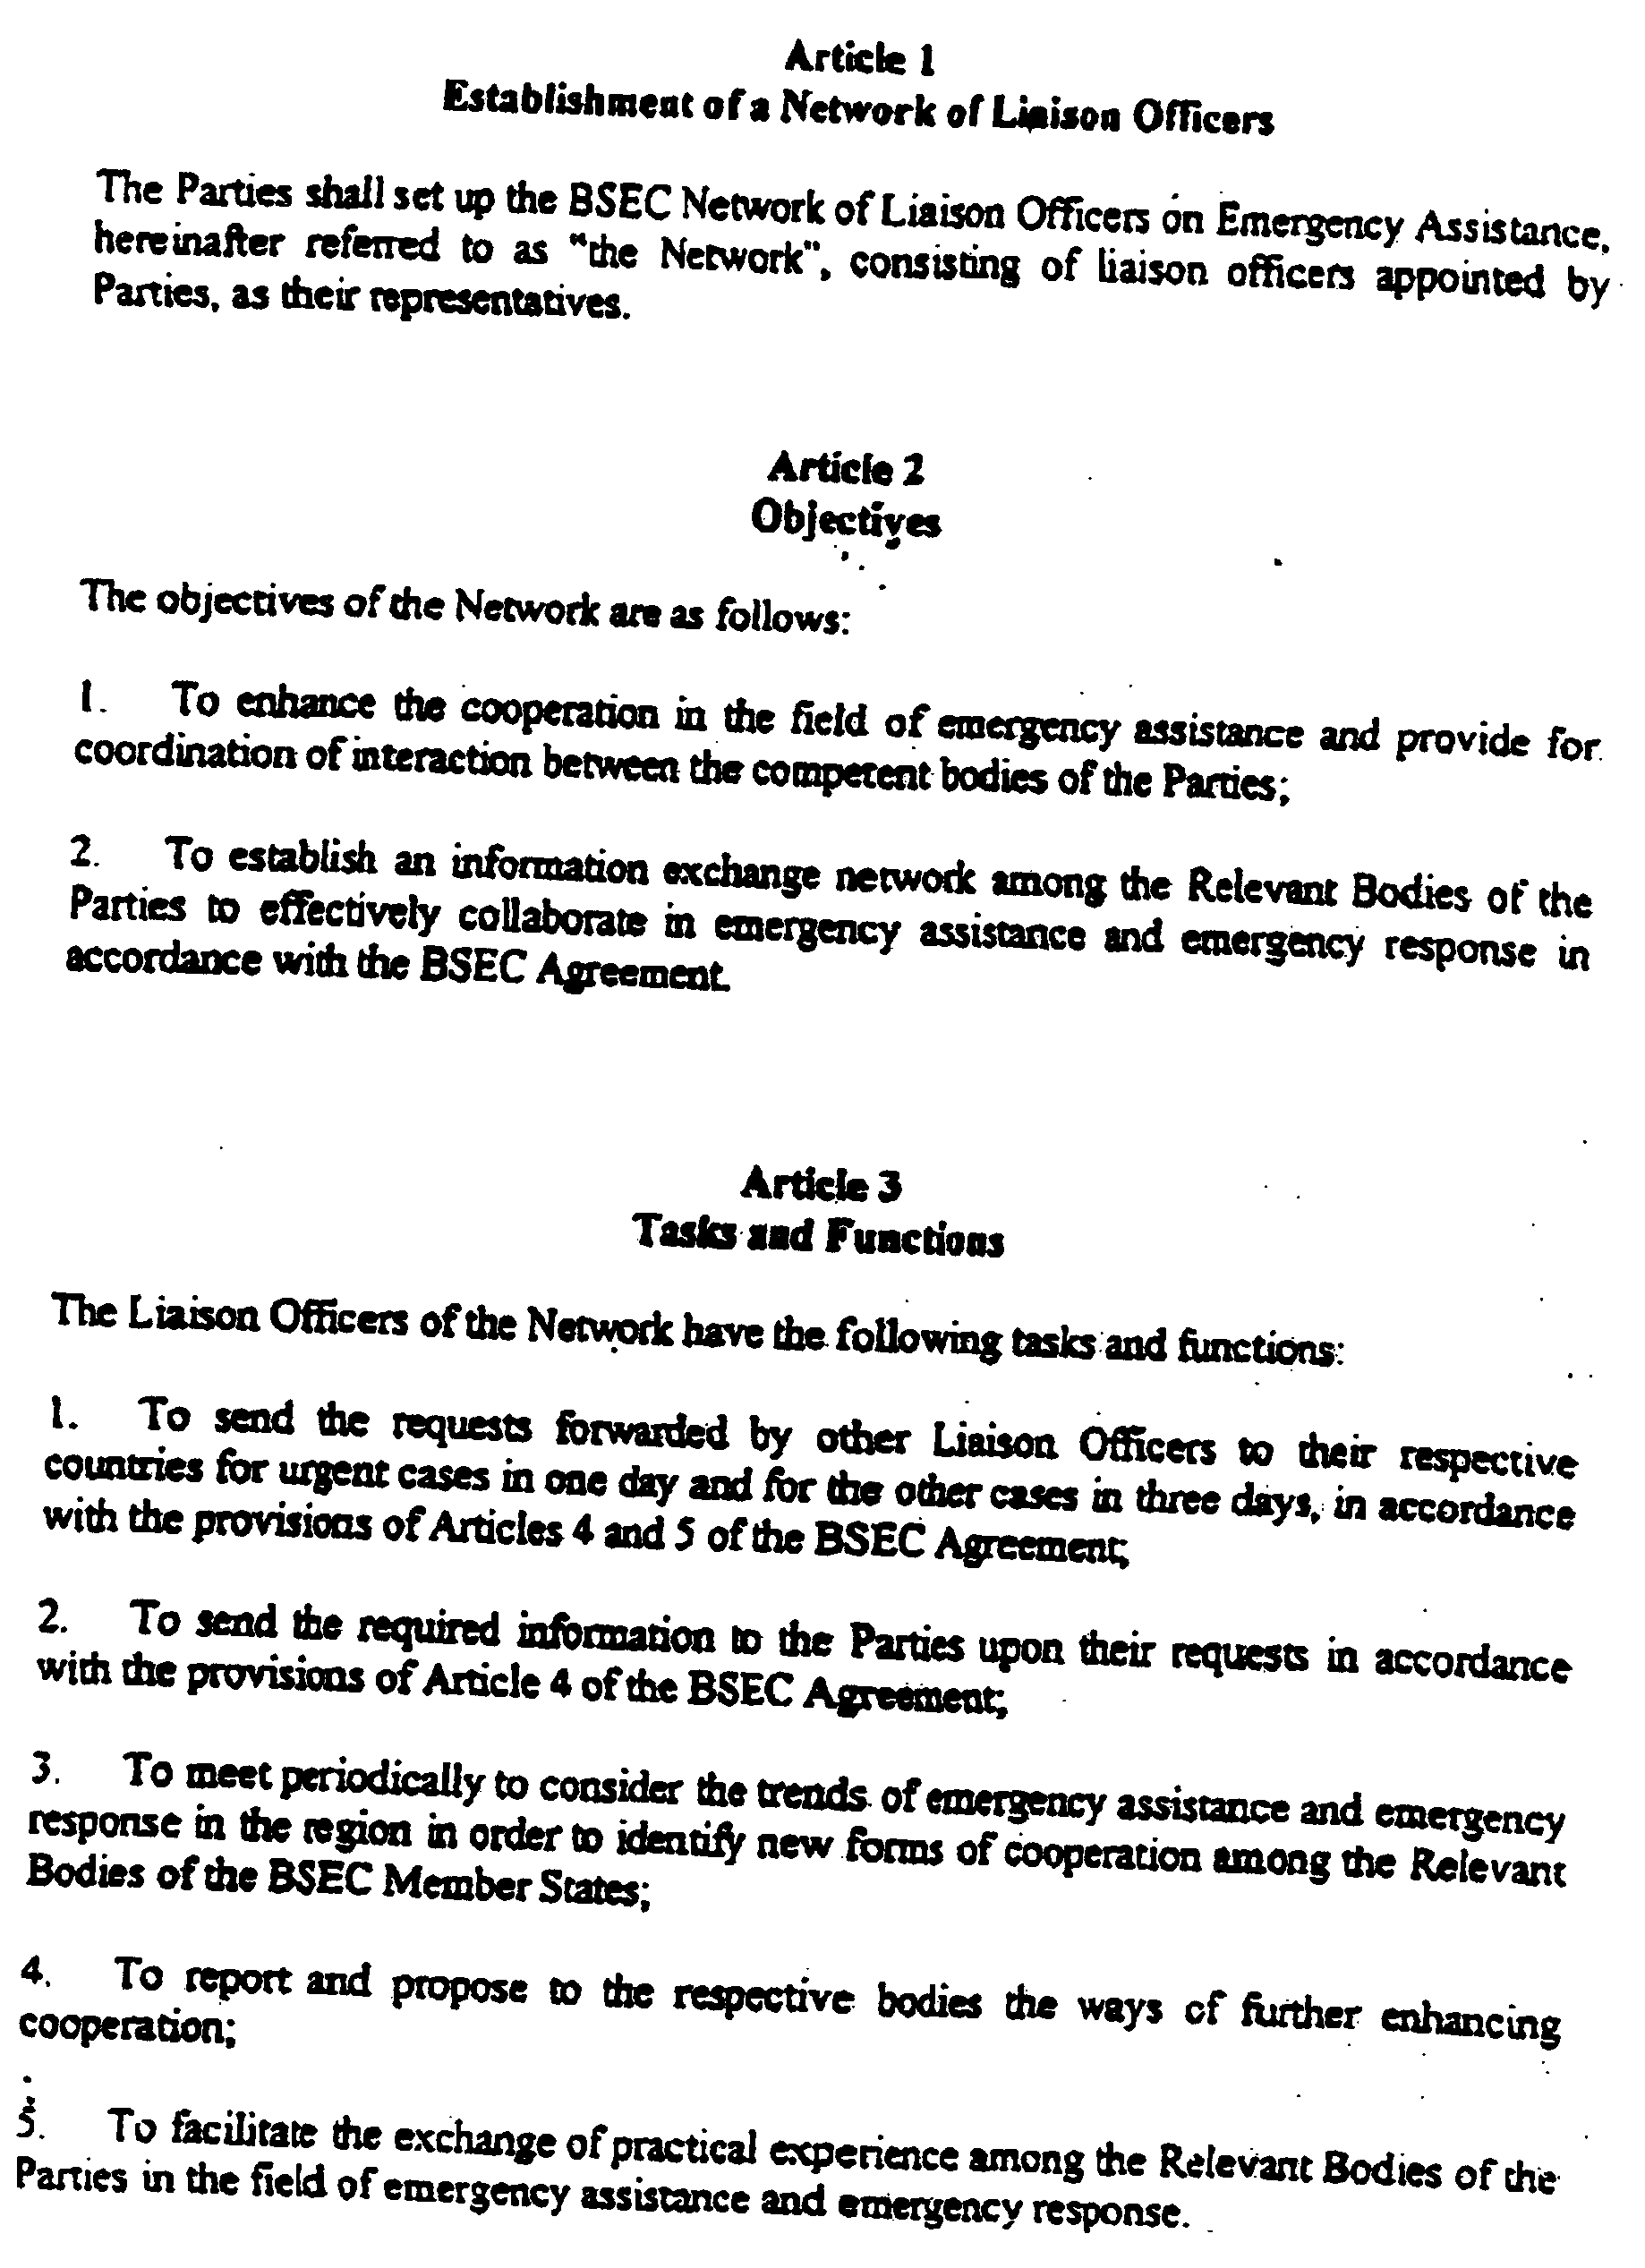 Article 1
Establishment of a Network of Liaison Officers
The Parties shall set up the BSEC Network of Liaison Officers on Emergency Assistance,
hereinafter referred to as "the Network", consisting of liaison officers appointed by
Parties, as their representatives.
Article 2
Objectives
The objectives of the Network are as follows:
1. To enhance the cooperation in the field of emergency assistance and provide for
coordination of interaction between the competent bodies of the Parties;
2. To establish an information exchange network among the Relevant Bodies of the
Parties to effectively collaborate in emergency assistance and emergency response in
accordance with the BSEC Agreement.
Article 3
Tasks and Functions
The Liaison Officers of the Network have the following tasks and functions:
1. To send the requests forwarded by other Liaison Officers to their respective
countries for urgent cases in one day and for the other cases in three days, in accordance
with the provisions of Articles 4 and 5 of the BSEC Agreement;
2. To send the required information to the Parties upon their requests in accordance
with the provisions of Article 4 of the BSEC Agreement;
3. To meet periodically to consider the trends of emergency assistance and emergency
response in the region in order to identify new forms of cooperation among the Relevant
Bodies of the BSEC Member States;
4. To report and propose to the respective bodies the ways of further enhancing
cooperation;
5. To facilitate the exchange of practical experience among the Relevant Bodies of the
Parties in the field of emergency assistance and emergency response.